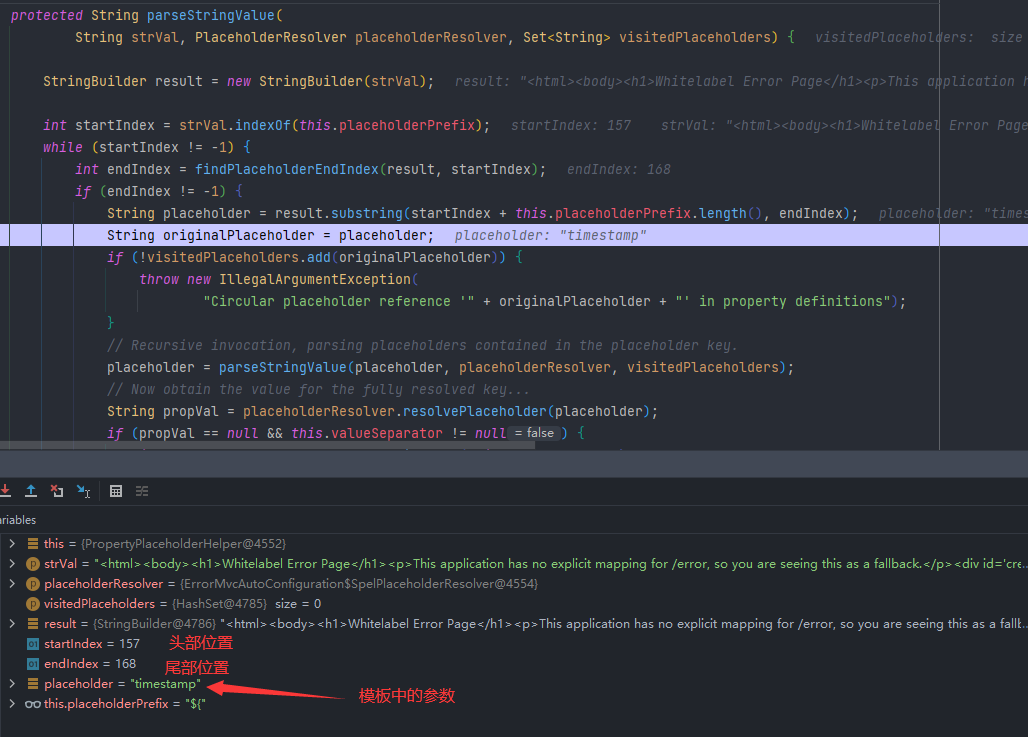 protected String parseStringValue(
String strVal, PlaceholderResolver placeholderResolver, Set<String> visitedPlaceholders) { visitedPlaceholders: size
StringBuilder result = new StringBuilder(strVal); result: "<html><body><h1>Whitelabel Error Page</h1><p>This application h
int startIndex = strVal.indexOf(this.placeholderPrefix); startIndex: 157 strVal: "<html><body><h1>Whitelabel Error Page
while (startIndex != -1) {
int endIndex = findPlaceholderEndIndex(result, startIndex); endIndex: 168
if (endIndex != -1) {
String placeholder = result.substring(startIndex + this.placeholderPrefix.length(), endIndex); placeholder: "times
String originalPlaceholder = placeholder; placeholder: "timestamp"
if (!visitedPlaceholders.add(originalPlaceholder)) {
throw new IllegalArgumentException(
"Circular placeholder reference '" + originalPlaceholder + "' in property definitions");
}
// Recursive invocation, parsing placeholders contained in the placeholder key.
placeholder = parseStringValue(placeholder, placeholderResolver, visitedPlaceholders);
// Now obtain the value for the fully resolved key...
String propVal = placeholderResolver.resolvePlaceholder(placeholder);
if (propVal == null && this.valueSeparator != null = false ) {
ariables
this = {PropertyPlaceholderHelper@4552}
strVal = "<html><body><h1>Whitelabel Error Page</h1><p>This application has no explicit mapping for /error, so you are seeing this as a fallback.</p><div id='cre...
placeholderResolver = {ErrorMvcAutoConfiguration$SpelPlaceholderResolver@4554}
visitedPlaceholders = {HashSet@4785} size = 0
result = {StringBuilder@4786} "<html><body><h1>Whitelabel Error Page</h1><p>This application has no explicit mapping for /error, so you are seeing this as a fallb...
startIndex = 157 头部位置
endIndex = 168 尾部位置
placeholder = "timestamp" 模板中的参数
this.placeholderPrefix = "${"